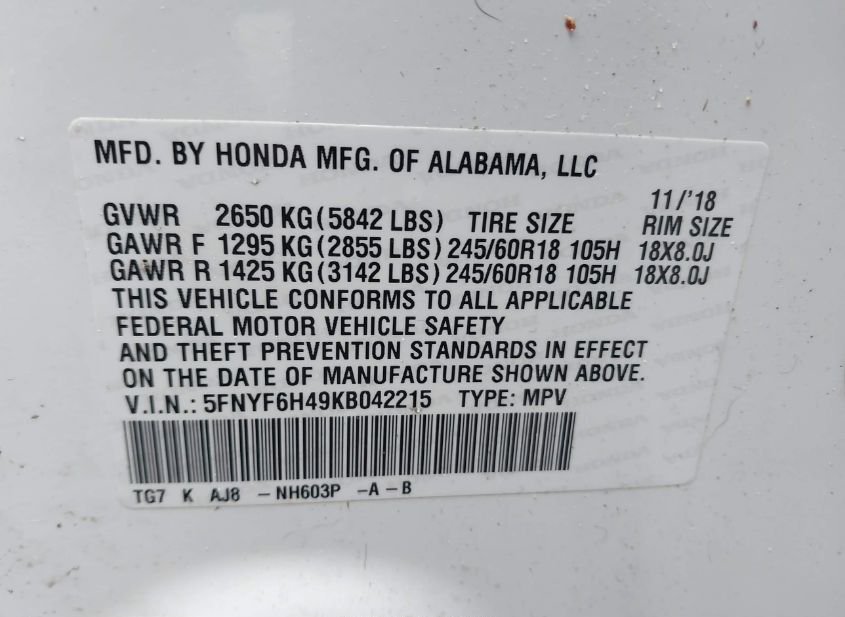 MFD. BY HONDA MFG. OF ALABAMA, LLC
11/'18
GVWR 2650 KG (5842 LBS) TIRE SIZE RIM SIZE
GAWR F 1295 KG (2855 LBS) 245/60R18 105H 18X8.0J
GAWR R 1425 KG (3142 LBS) 245/60R18 105H 18X8.0J
THIS VEHICLE CONFORMS TO ALL APPLICABLE
FEDERAL MOTOR VEHICLE SAFETY
AND THEFT PREVENTION STANDARDS IN EFFECT
ON THE DATE OF MANUFACTURE SHOWN ABOVE.
V.I.N.: 5FNYF6H49KB042215 TYPE: MPV
TG7 K AJ8 – NH603P –A – B